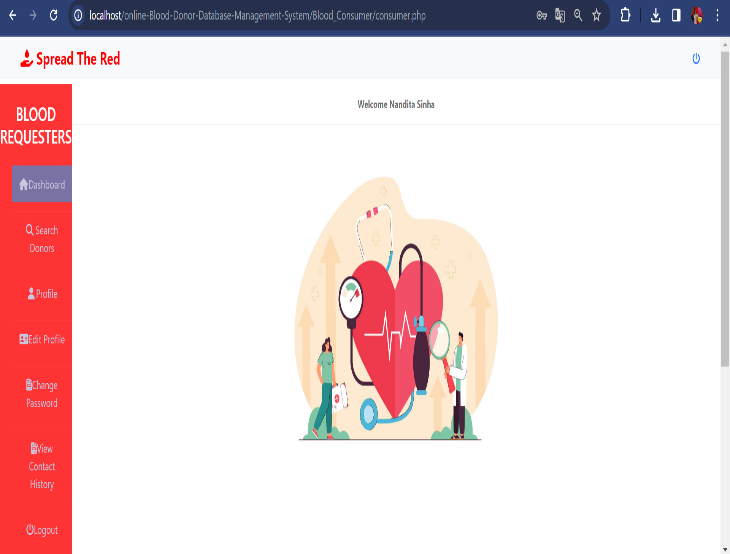 localhost/online-Blood-Donor-Database-Management-System/Blood_Consumer/consumer.php
Spread The Red
Welcome Nandita Sinha
BLOOD
REQUESTERS
Dashboard
Search
Donors
Profile
Edit Profile
Change
Password
View
Contact
History
Logout